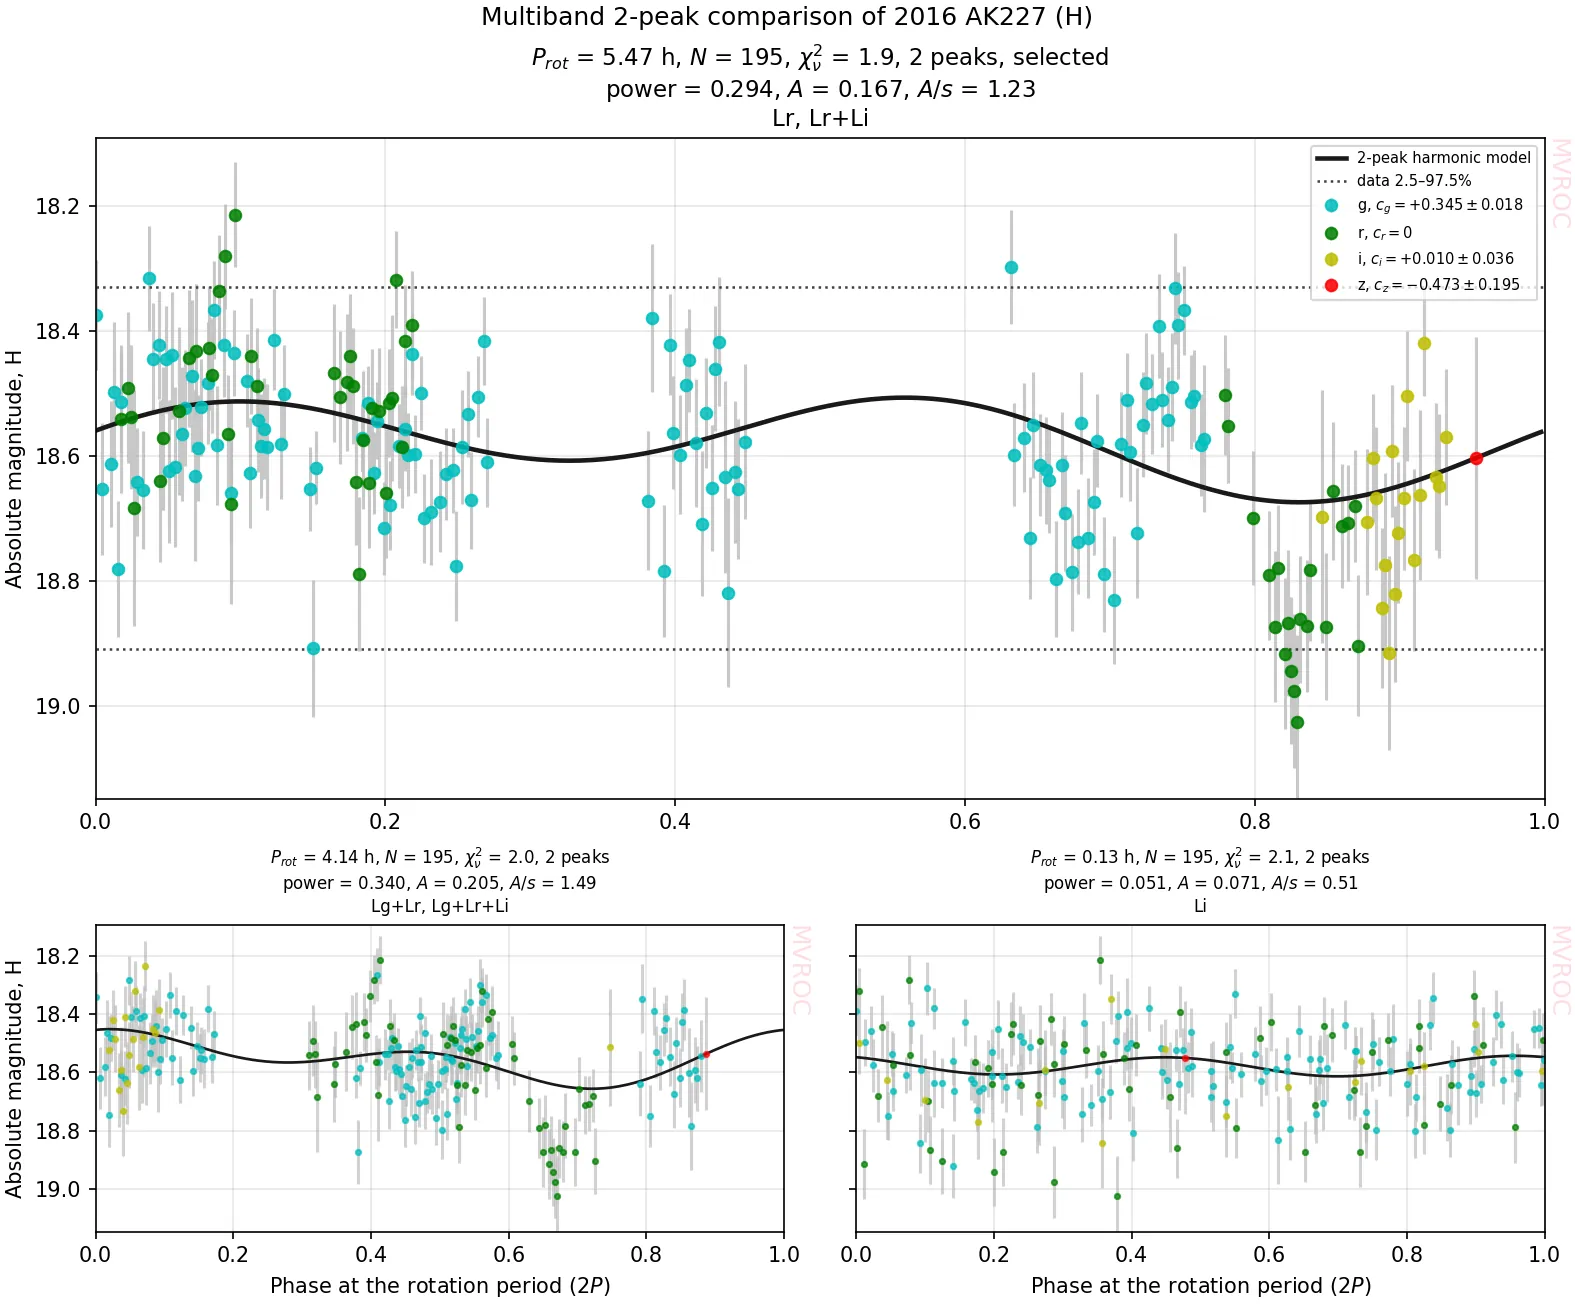 Multiband 2-peak comparison of 2016 AK227 (H)
P_rot = 5.47 h, N = 195, χ²_ν = 1.9, 2 peaks, selected
power = 0.294, A = 0.167, A/s = 1.23
Lr, Lr+Li
2-peak harmonic model
data 2.5–97.5%
g, c_g = +0.345 ± 0.018
r, c_r = 0
i, c_i = +0.010 ± 0.036
z, c_z = −0.473 ± 0.195
MVROC
Absolute magnitude, H
18.2
18.4
18.6
18.8
19.0
0.0 0.2 0.4 0.6 0.8 1.0
P_rot = 4.14 h, N = 195, χ²_ν = 2.0, 2 peaks
power = 0.340, A = 0.205, A/s = 1.49
Lg+Lr, Lg+Lr+Li
MVROC
Absolute magnitude, H
18.2
18.4
18.6
18.8
19.0
0.0 0.2 0.4 0.6 0.8 1.0
Phase at the rotation period (2P)
P_rot = 0.13 h, N = 195, χ²_ν = 2.1, 2 peaks
power = 0.051, A = 0.071, A/s = 0.51
Li
MVROC
0.0 0.2 0.4 0.6 0.8 1.0
Phase at the rotation period (2P)